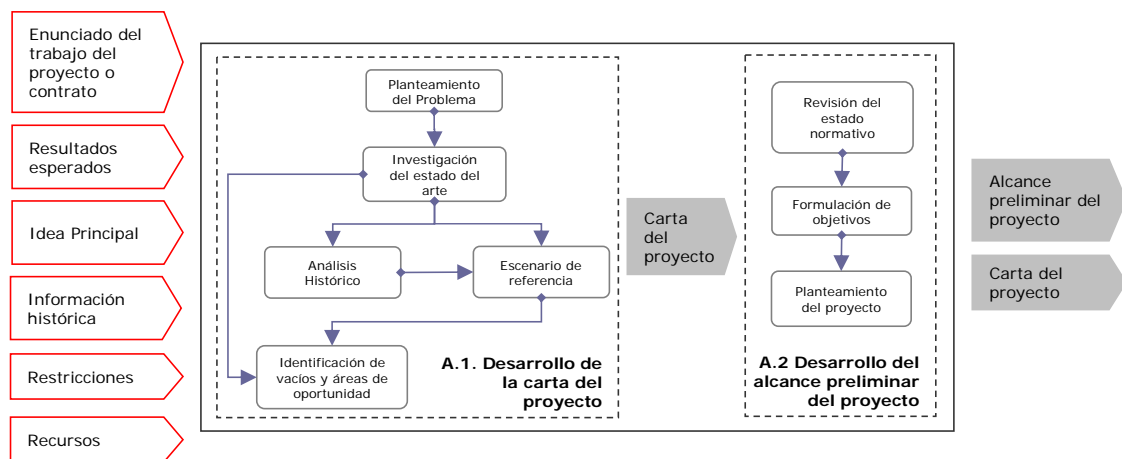 Enunciado del
trabajo del
proyecto o
contrato
Resultados
esperados
Idea Principal
Información
histórica
Restricciones
Recursos
Planteamiento
del Problema
Investigación
del estado del
arte
Análisis
Histórico
Escenario de
referencia
Identificación de
vacíos y áreas de
oportunidad
A.1. Desarrollo de
la carta del
proyecto
Carta
del
proyecto
Revisión del
estado
normativo
Formulación de
objetivos
Planteamiento
del proyecto
A.2 Desarrollo del
alcance preliminar
del proyecto
Alcance
preliminar del
proyecto
Carta del
proyecto